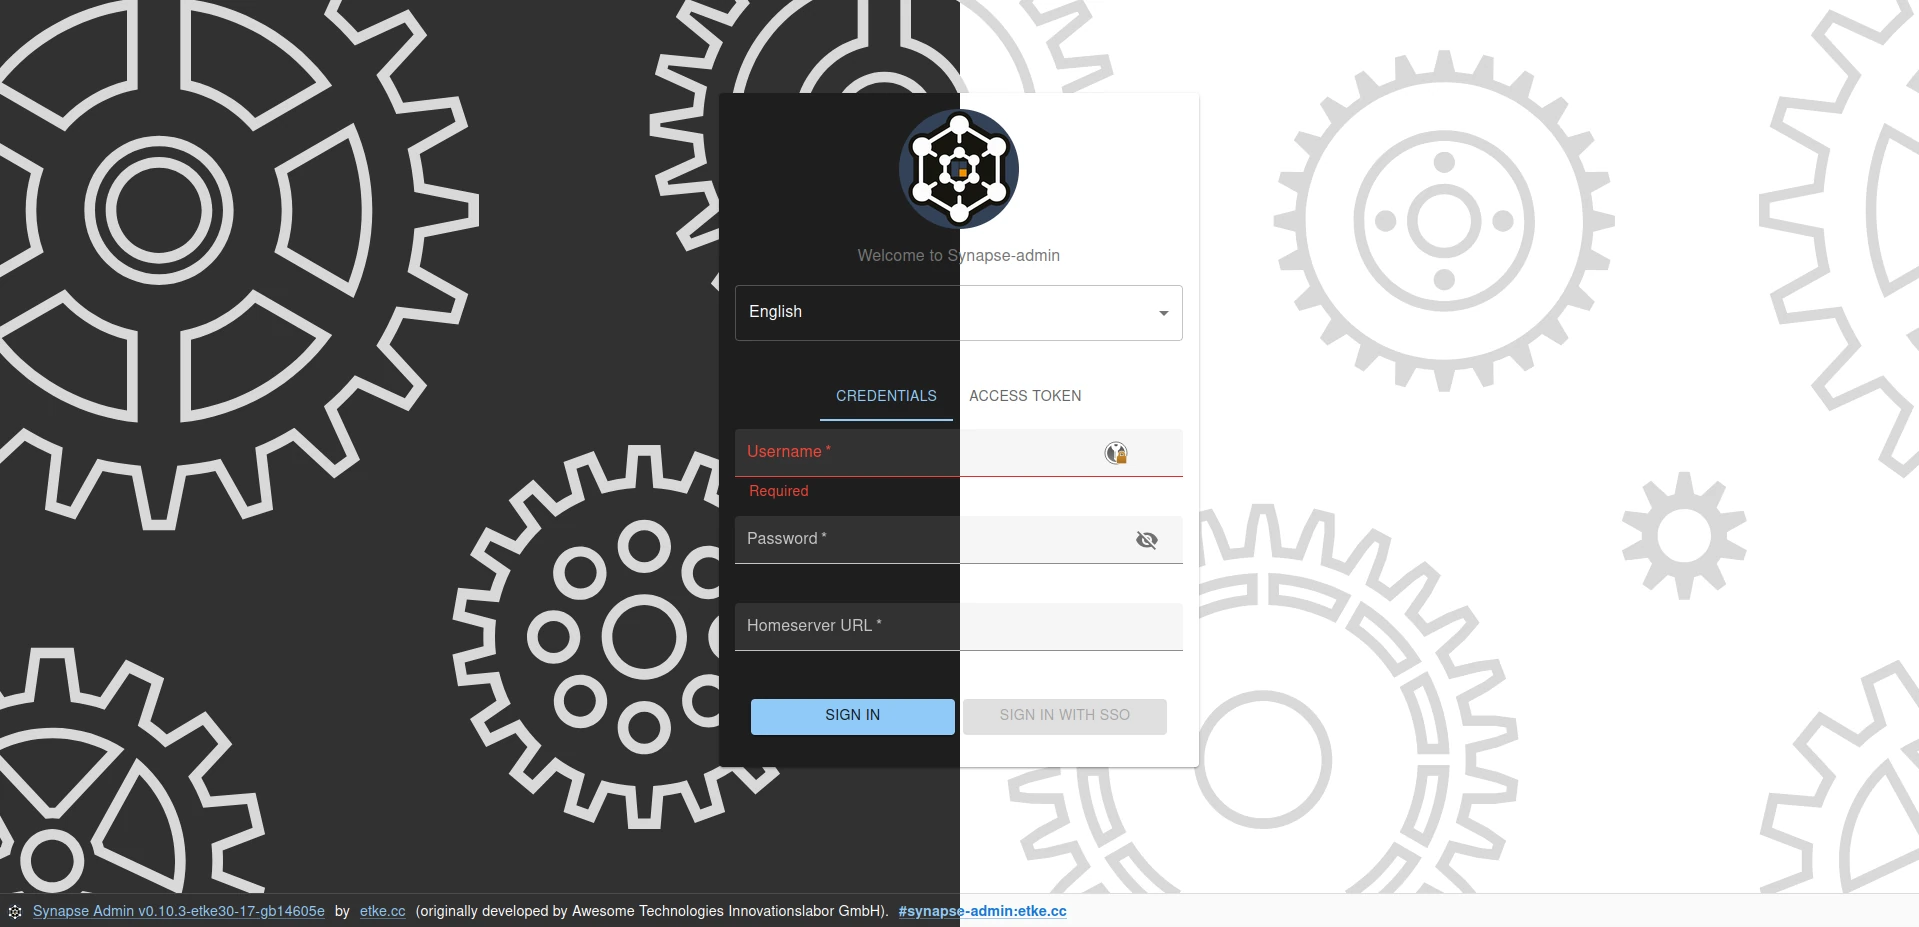 Welcome to Synapse-admin
English
CREDENTIALS ACCESS TOKEN
Username *
Required
Password *
Homeserver URL *
SIGN IN SIGN IN WITH SSO
Synapse Admin v0.10.3-etke30-17-gb14605e by etke.cc (originally developed by Awesome Technologies Innovationslabor GmbH). #synapse-admin:etke.cc